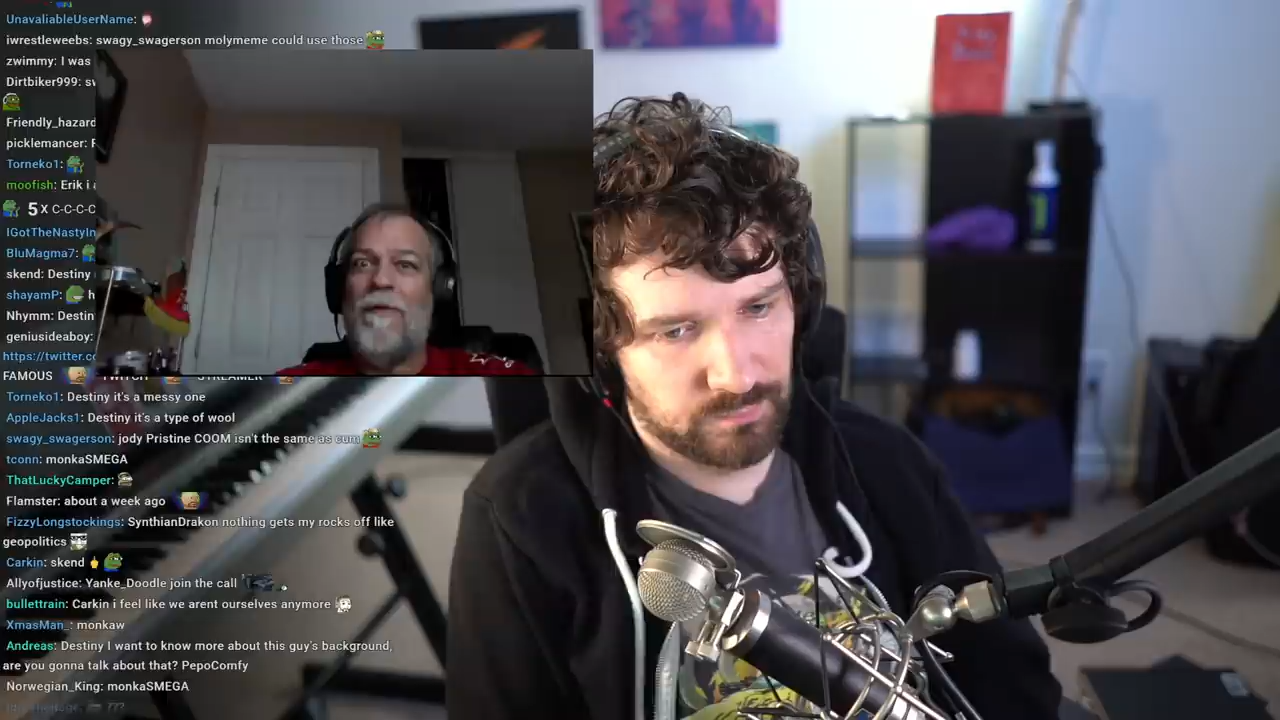 UnavaliableUserName:
iwrestleweebs: swagy_swagerson molymeme could use those
zwimmy: I was
Dirtbiker999:
Friendly_hazard
picklemancer:
Torneko1:
moofish: Erik i
5 X C-C-C-C
IGotTheNastyIn
BluMagma7:
skend: Destiny
shayamP:
Nhymm: Destin
geniusideaboy:
https://twitter.co
FAMOUS TWITCH STREAMER
Torneko1: Destiny it's a messy one
AppleJacks1: Destiny it's a type of wool
swagy_swagerson: jody Pristine COOM isn't the same as cum
tconn: monkaSMEGA
ThatLuckyCamper:
Flamster: about a week ago
FizzyLongstockings: SynthianDrakon nothing gets my rocks off like
geopolitics
Carkin: skend
Allyofjustice: Yanke_Doodle join the call
bullettrain: Carkin i feel like we arent ourselves anymore
XmasMan_: monkaw
Andreas: Destiny I want to know more about this guy's background,
are you gonna talk about that? PepoComfy
Norwegian_King: monkaSMEGA